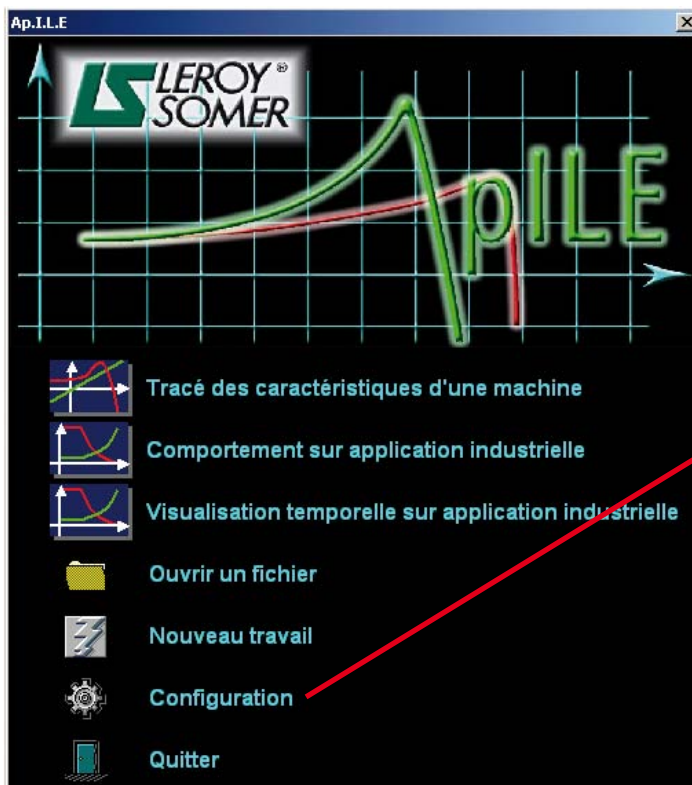 Ap.I.L.E
LEROY®
SOMER
ApILE
Tracé des caractéristiques d'une machine
Comportement sur application industrielle
Visualisation temporelle sur application industrielle
Ouvrir un fichier
Nouveau travail
Configuration
Quitter